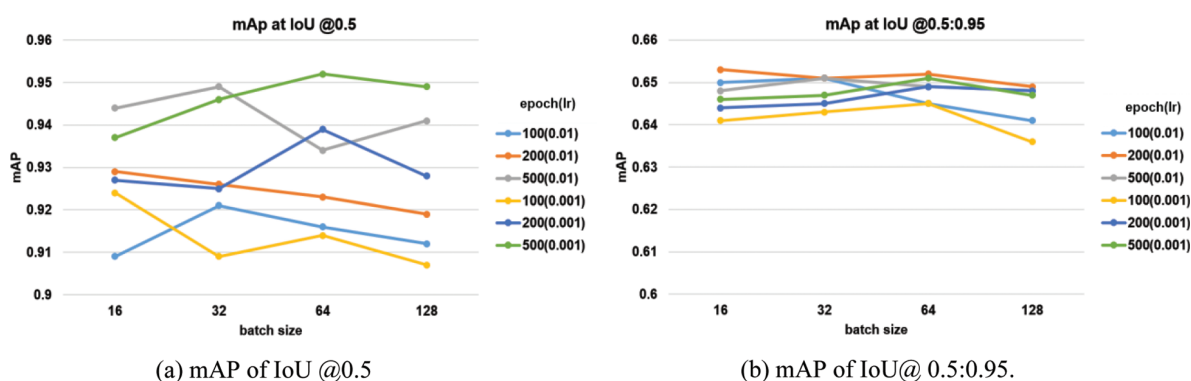 mAp at IoU @0.5
0.96
0.95
0.94
0.93
0.92
0.91
0.9
mAP
16 32 64 128
batch size
epoch(lr)
100(0.01)
200(0.01)
500(0.01)
100(0.001)
200(0.001)
500(0.001)
(a) mAP of IoU @0.5
mAp at IoU @0.5:0.95
0.66
0.65
0.64
0.63
0.62
0.61
0.6
mAP
16 32 64 128
batch size
epoch(lr)
100(0.01)
200(0.01)
500(0.01)
100(0.001)
200(0.001)
500(0.001)
(b) mAP of IoU@ 0.5:0.95.